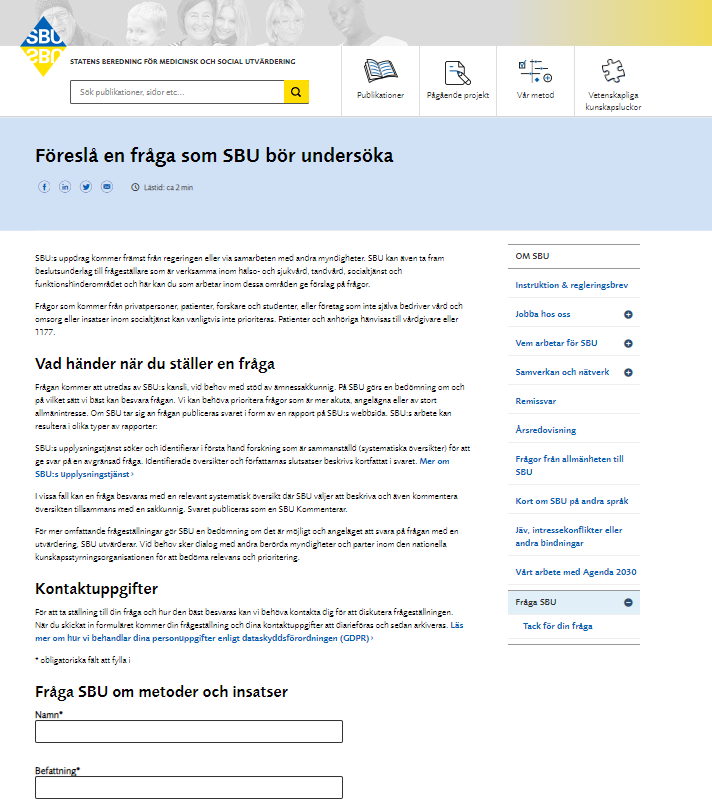 SBU
SBU
STATENS BEREDNING FÖR MEDICINSK OCH SOCIAL UTVÄRDERING
Sök publikationer, sidor etc...
Publikationer
Pågående projekt
Vår metod
Vetenskapliga
kunskapsluckor
Föreslå en fråga som SBU bör undersöka
Lästid: ca 2 min
SBU:s uppdrag kommer främst från regeringen eller via samarbeten med andra myndigheter. SBU kan även ta fram
beslutsunderlag till frågeställare som är verksamma inom hälso- och sjukvård, tandvård, socialtjänst och
funktionshinderområdet och här kan du som arbetar inom dessa områden ge förslag på frågor.
Frågor som kommer från privatpersoner, patienter, forskare och studenter, eller företag som inte själva bedriver vård och
omsorg eller insatser inom socialtjänst kan vanligtvis inte prioriteras. Patienter och anhöriga hänvisas till vårdgivare eller
1177.
Vad händer när du ställer en fråga
Frågan kommer att utredas av SBU:s kansli, vid behov med stöd av ämnessakkunnig. På SBU görs en bedömning om och
på vilket sätt vi bäst kan besvara frågan. Vi kan behöva prioritera frågor som är mer akuta, angelägna eller av stort
allmänintresse. Om SBU tar sig an frågan publiceras svaret i form av en rapport på SBU:s webbsida. SBU:s arbete kan
resultera i olika typer av rapporter:
SBU:s upplysningstjänst söker och identifierar i första hand forskning som är sammanställd (systematiska översikter) för att
ge svar på en avgränsad fråga. Identifierade översikter och författarnas slutsatser beskrivs kortfattat i svaret. Mer om
SBU:s Upplysningstjänst ›
I vissa fall kan en fråga besvaras med en relevant systematisk översikt där SBU väljer att beskriva och även kommentera
översikten tillsammans med en sakkunnig. Svaret publiceras som en SBU Kommenterar.
För mer omfattande frågeställningar gör SBU en bedömning om det är möjligt och angeläget att svara på frågan med en
utvärdering, SBU utvärderar. Vid behov sker dialog med andra berörda myndigheter och parter inom den nationella
kunskapsstyrningsorganisationen för att bedöma relevans och prioritering.
Kontaktuppgifter
För att ta ställning till din fråga och hur den bäst besvaras kan vi behöva kontakta dig för att diskutera frågeställningen.
När du skickat in formuläret kommer din frågeställning och dina kontaktuppgifter att diarieföras och sedan arkiveras. Läs
mer om hur vi behandlar dina personuppgifter enligt dataskyddsförordningen (GDPR) ›
* obligatoriska fält att fylla i
Fråga SBU om metoder och insatser
Namn*
Befattning*
OM SBU
Instruktion & regleringsbrev
Jobba hos oss
Vem arbetar för SBU
Samverkan och nätverk
Remissvar
Årsredovisning
Frågor från allmänheten till
SBU
Kort om SBU på andra språk
Jäv, intressekonflikter eller
andra bindningar
Vårt arbete med Agenda 2030
Fråga SBU
Tack för din fråga